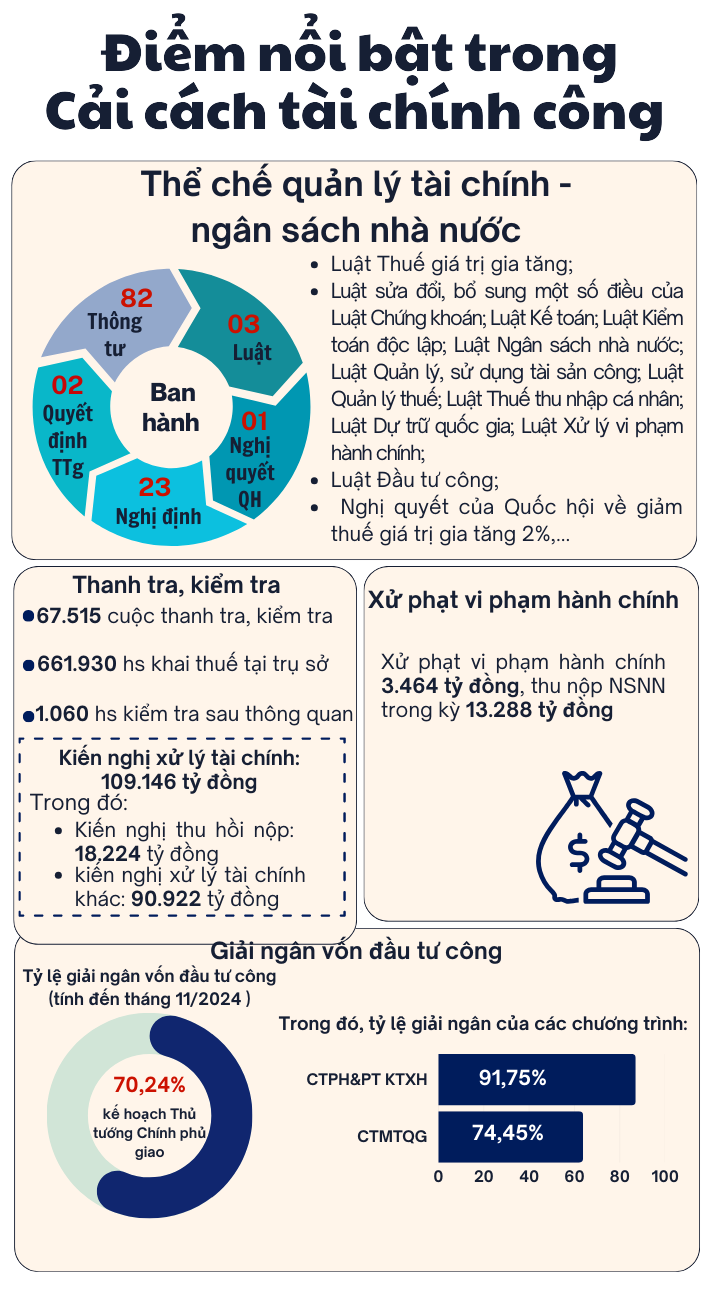 Điểm nổi bật trong
Cải cách tài chính công
Thể chế quản lý tài chính -
ngân sách nhà nước
82
Thông
tư
03
Luật
02
Quyết
định
TTg
Ban
hành
01
Nghị
quyết
QH
23
Nghị định
• Luật Thuế giá trị gia tăng;
• Luật sửa đổi, bổ sung một số điều của
Luật Chứng khoán; Luật Kế toán; Luật Kiểm
toán độc lập; Luật Ngân sách nhà nước;
Luật Quản lý, sử dụng tài sản công; Luật
Quản lý thuế; Luật Thuế thu nhập cá nhân;
Luật Dự trữ quốc gia; Luật Xử lý vi phạm
hành chính;
• Luật Đầu tư công;
• Nghị quyết của Quốc hội về giảm
thuế giá trị gia tăng 2%,...
Thanh tra, kiểm tra
•67.515 cuộc thanh tra, kiểm tra
•661.930 hs khai thuế tại trụ sở
•1.060 hs kiểm tra sau thông quan
Kiến nghị xử lý tài chính:
109.146 tỷ đồng
Trong đó:
• Kiến nghị thu hồi nộp:
18,224 tỷ đồng
• kiến nghị xử lý tài chính
khác: 90.922 tỷ đồng
Xử phạt vi phạm hành chính
Xử phạt vi phạm hành chính
3.464 tỷ đồng, thu nộp NSNN
trong kỳ 13.288 tỷ đồng
$
Giải ngân vốn đầu tư công
Tỷ lệ giải ngân vốn đầu tư công
(tính đến tháng 11/2024 )
70,24%
kế hoạch Thủ
tướng Chính phủ
giao
Trong đó, tỷ lệ giải ngân của các chương trình:
CTPH&PT KTXH
91,75%
CTMTQG
74,45%
0 20 40 60 80 100